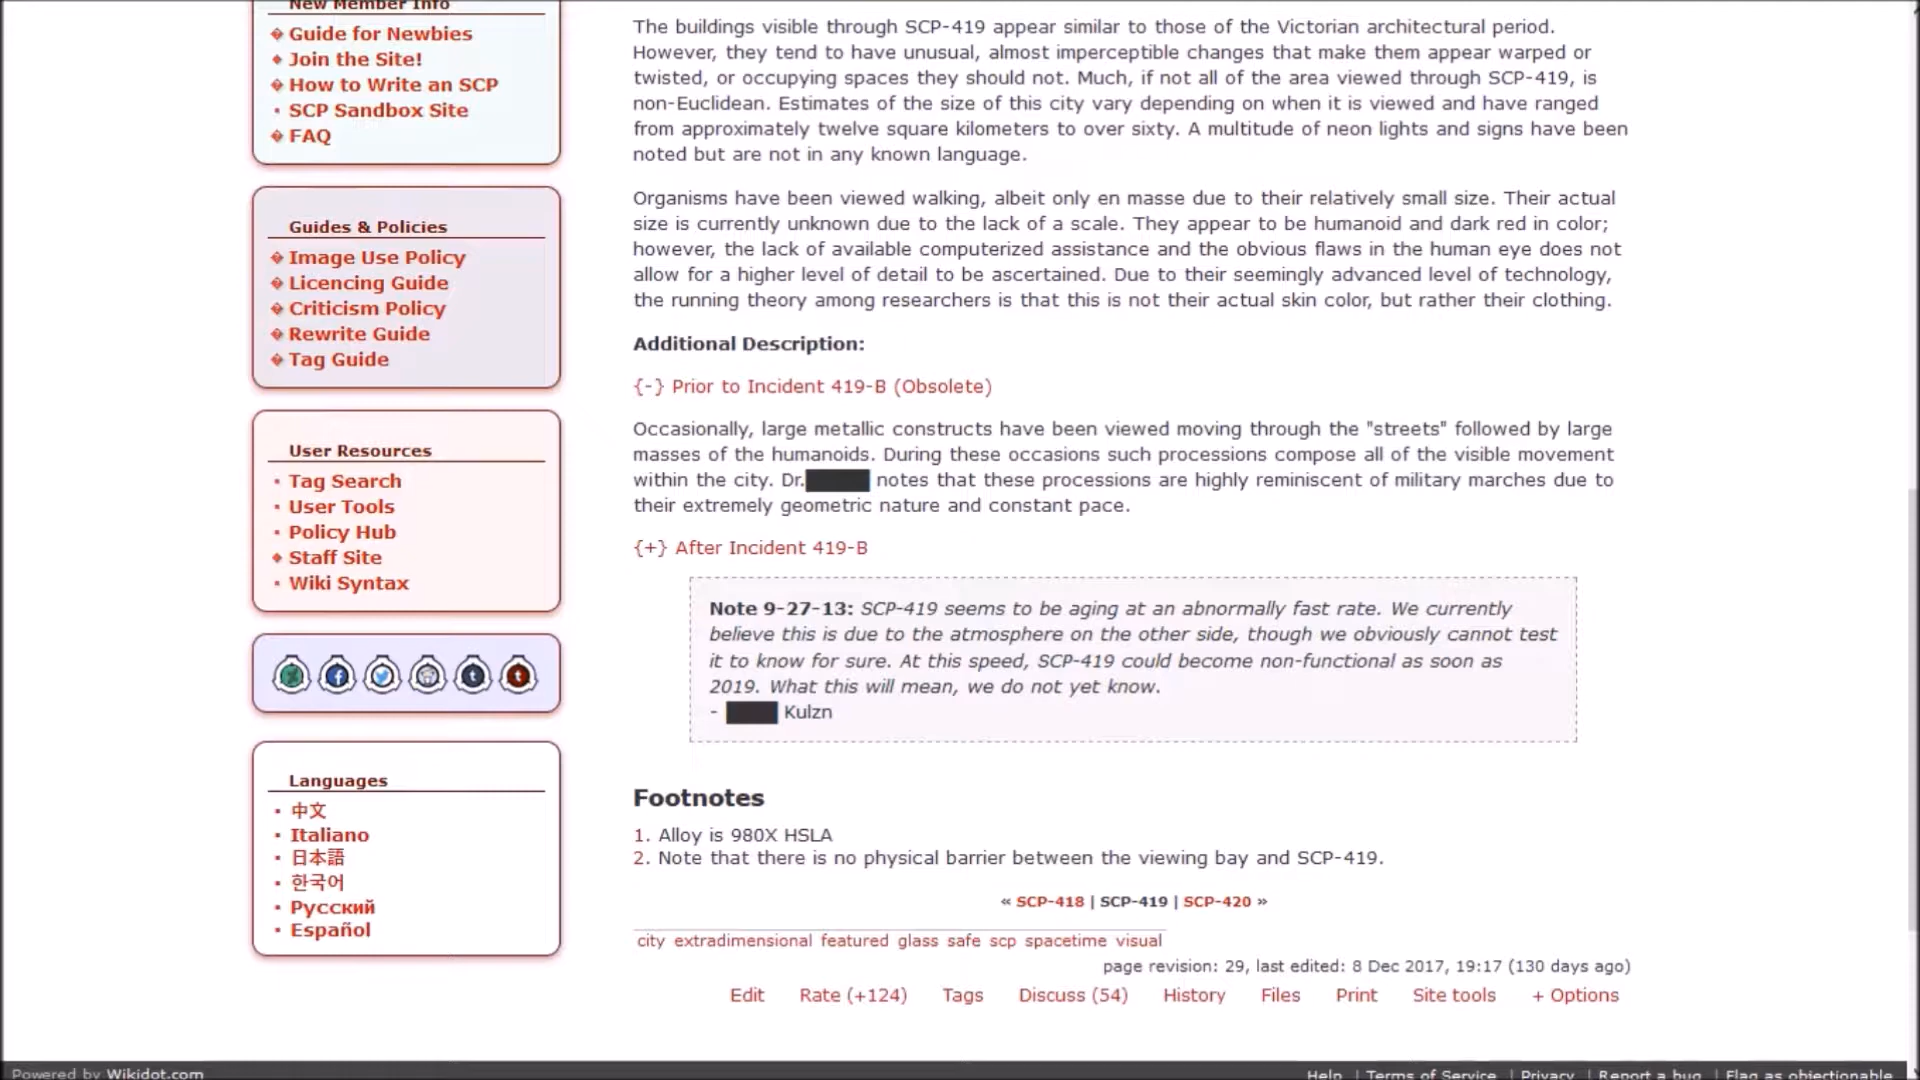 New Member Info
Guide for Newbies
Join the Site!
How to Write an SCP
SCP Sandbox Site
FAQ
Guides & Policies
Image Use Policy
Licencing Guide
Criticism Policy
Rewrite Guide
Tag Guide
User Resources
Tag Search
User Tools
Policy Hub
Staff Site
Wiki Syntax
Languages
中文
Italiano
日本語
한국어
Русский
Español
The buildings visible through SCP-419 appear similar to those of the Victorian architectural period.
However, they tend to have unusual, almost imperceptible changes that make them appear warped or
twisted, or occupying spaces they should not. Much, if not all of the area viewed through SCP-419, is
non-Euclidean. Estimates of the size of this city vary depending on when it is viewed and have ranged
from approximately twelve square kilometers to over sixty. A multitude of neon lights and signs have been
noted but are not in any known language.
Organisms have been viewed walking, albeit only en masse due to their relatively small size. Their actual
size is currently unknown due to the lack of a scale. They appear to be humanoid and dark red in color;
however, the lack of available computerized assistance and the obvious flaws in the human eye does not
allow for a higher level of detail to be ascertained. Due to their seemingly advanced level of technology,
the running theory among researchers is that this is not their actual skin color, but rather their clothing.
Additional Description:
{-} Prior to Incident 419-B (Obsolete)
Occasionally, large metallic constructs have been viewed moving through the "streets" followed by large
masses of the humanoids. During these occasions such processions compose all of the visible movement
within the city. Dr.█████ notes that these processions are highly reminiscent of military marches due to
their extremely geometric nature and constant pace.
{+} After Incident 419-B
Note 9-27-13: SCP-419 seems to be aging at an abnormally fast rate. We currently
believe this is due to the atmosphere on the other side, though we obviously cannot test
it to know for sure. At this speed, SCP-419 could become non-functional as soon as
2019. What this will mean, we do not yet know.
- ████ Kulzn
Footnotes
1. Alloy is 980X HSLA
2. Note that there is no physical barrier between the viewing bay and SCP-419.
« SCP-418 | SCP-419 | SCP-420 »
city extradimensional featured glass safe scp spacetime visual
page revision: 29, last edited: 8 Dec 2017, 19:17 (130 days ago)
Edit Rate (+124) Tags Discuss (54) History Files Print Site tools + Options
Powered by Wikidot.com
Help | Terms of Service | Privacy | Report a bug | Flag as objectionable